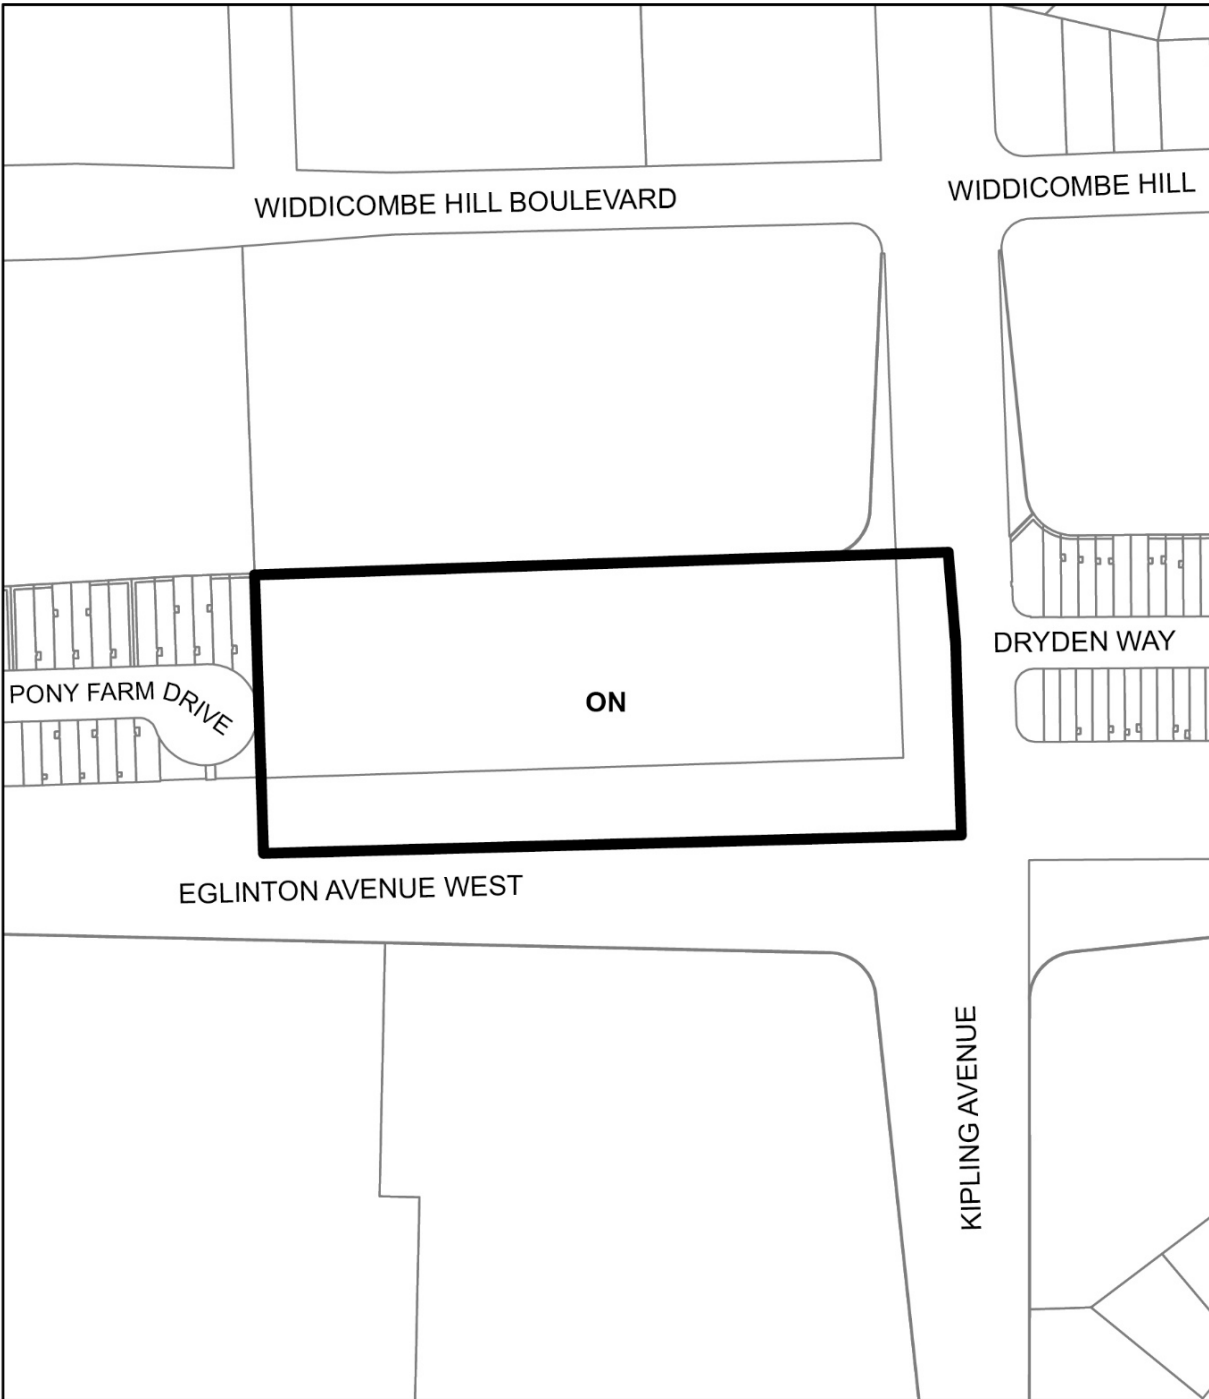 WIDDICOMBE HILL BOULEVARD
WIDDICOMBE HILL
DRYDEN WAY
PONY FARM DRIVE
ON
EGLINTON AVENUE WEST
KIPLING AVENUE